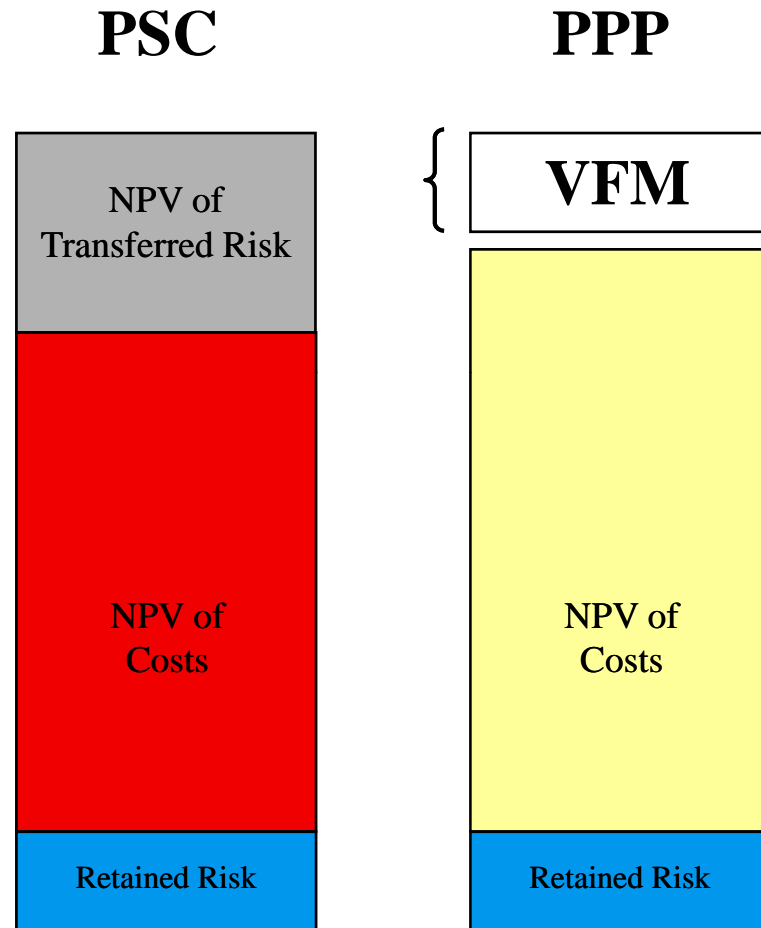 PSC
NPV of
Transferred Risk
NPV of
Costs
Retained Risk
PPP
VFM
NPV of
Costs
Retained Risk